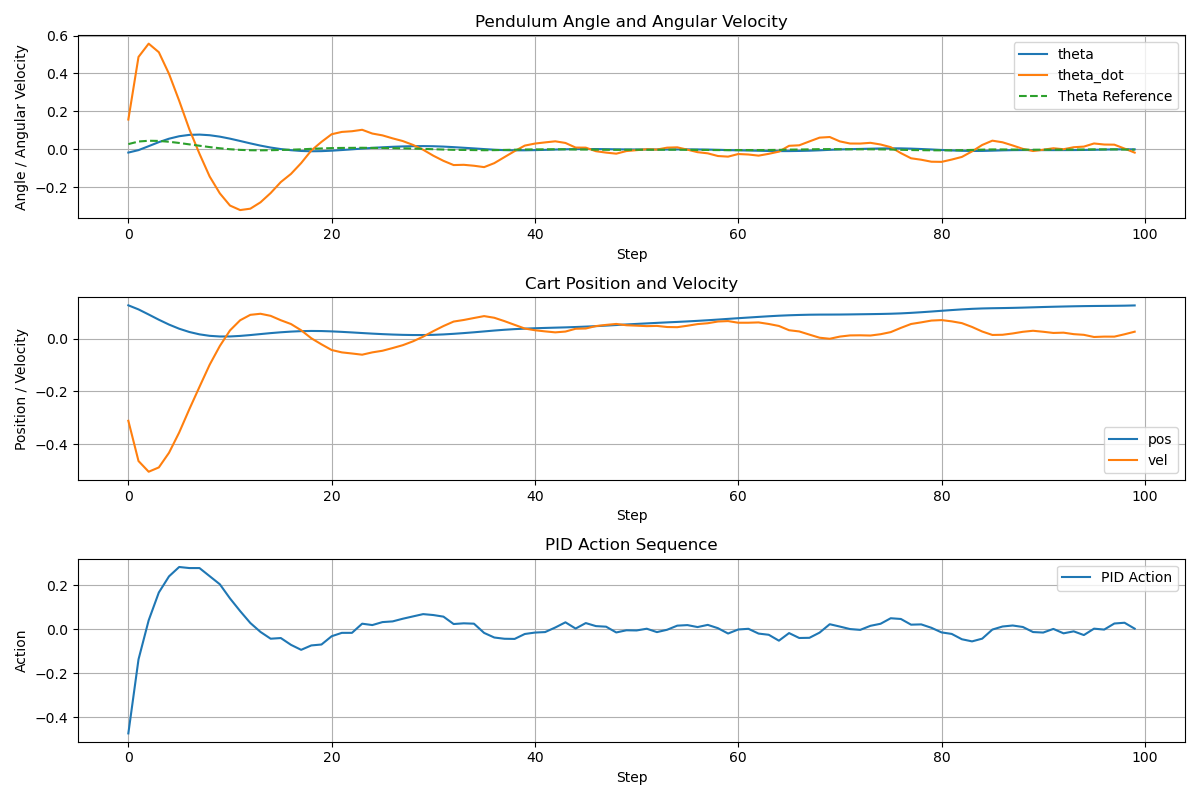 Pendulum Angle and Angular Velocity
Angle / Angular Velocity
0.6
0.4
0.2
0.0
−0.2
theta
theta_dot
Theta Reference
0 20 40 60 80 100
Step
Cart Position and Velocity
Position / Velocity
0.0
−0.2
−0.4
pos
vel
0 20 40 60 80 100
Step
PID Action Sequence
Action
0.2
0.0
−0.2
−0.4
PID Action
0 20 40 60 80 100
Step